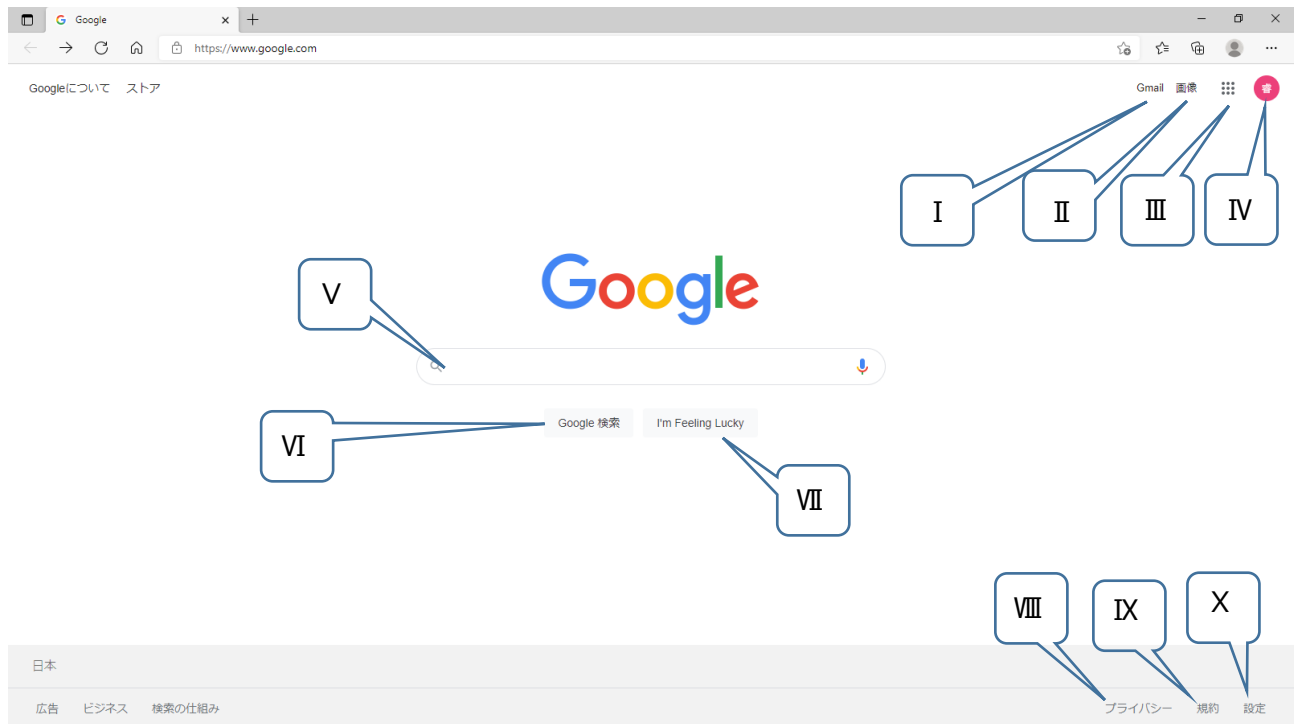 Google
https://www.google.com
Googleについて ストア
Gmail 画像 睿
Ⅰ Ⅱ Ⅲ Ⅳ
Google
Ⅴ
Google 検索 I'm Feeling Lucky
Ⅵ
Ⅶ
Ⅷ Ⅸ Ⅹ
日本
広告 ビジネス 検索の仕組み プライバシー 規約 設定